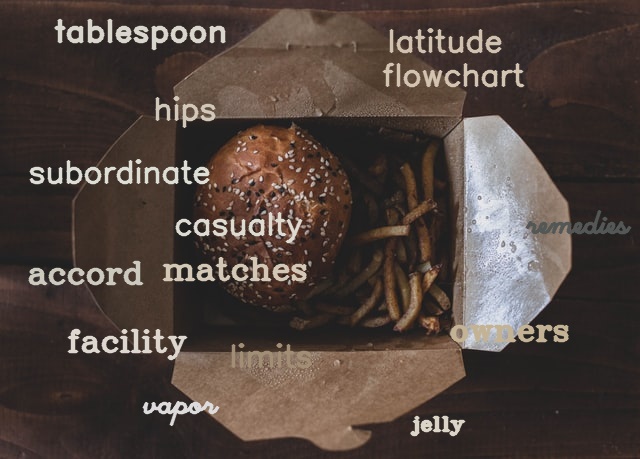 tablespoon
latitude
flowchart
hips
subordinate
casualty
remedies
accord matches
owners
facility
limits
vapor
jelly